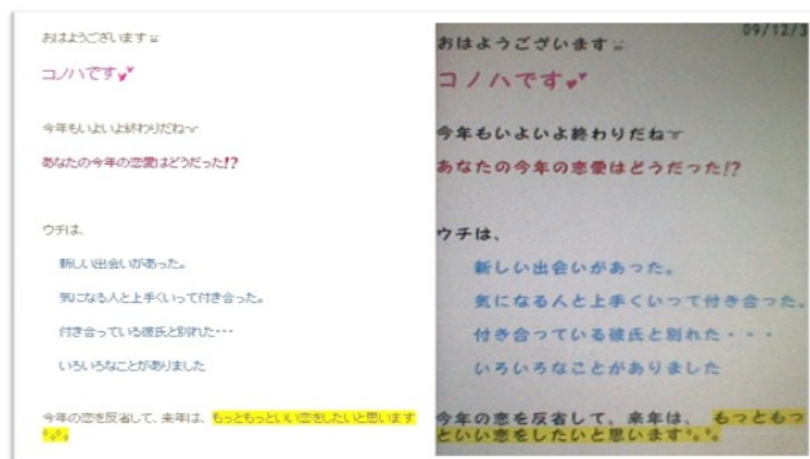 おはようございます
コノハです
今年もいよいよ終わりだね
あなたの今年の恋愛はどうだった!?
ウチは、
新しい出会いがあった。
気になる人と上手くいって付き合った。
付き合っている彼氏と別れた・・・
いろいろなことがありました
今年の恋を反省して、来年は、もっともっといい恋をしたいと思います
09/12/3
おはようございます
コノハです
今年もいよいよ終わりだね
あなたの今年の恋愛はどうだった!?
ウチは、
新しい出会いがあった。
気になる人と上手くいって付き合った。
付き合っている彼氏と別れた・・・
いろいろなことがありました
今年の恋を反省して、来年は、もっともっ
といい恋をしたいと思います